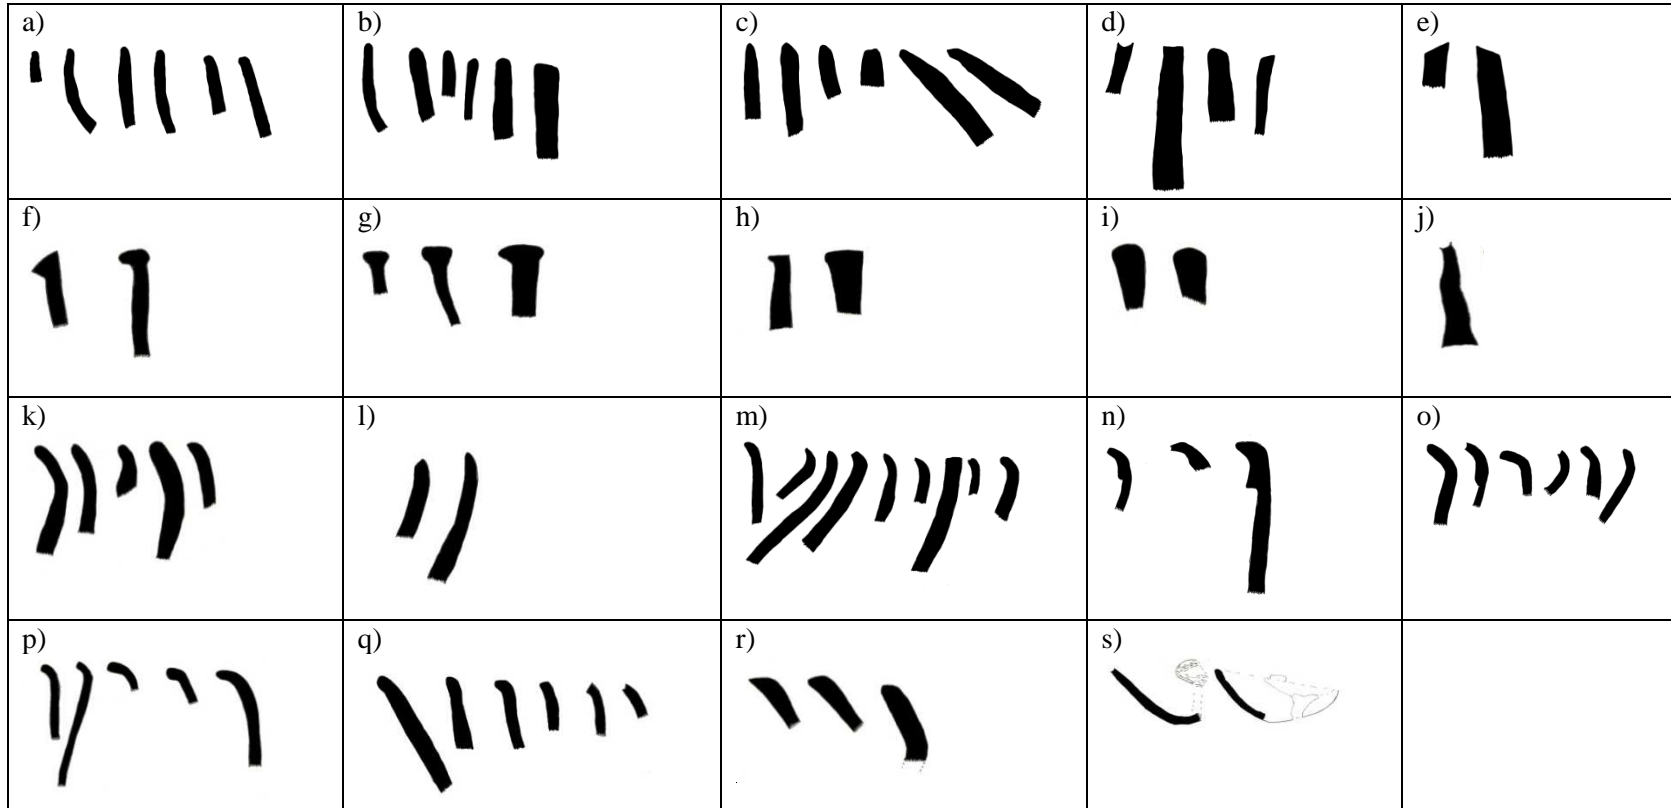 a) b) c) d) e)
f) g) h) i) j)
k) l) m) n) o)
p) q) r) s)